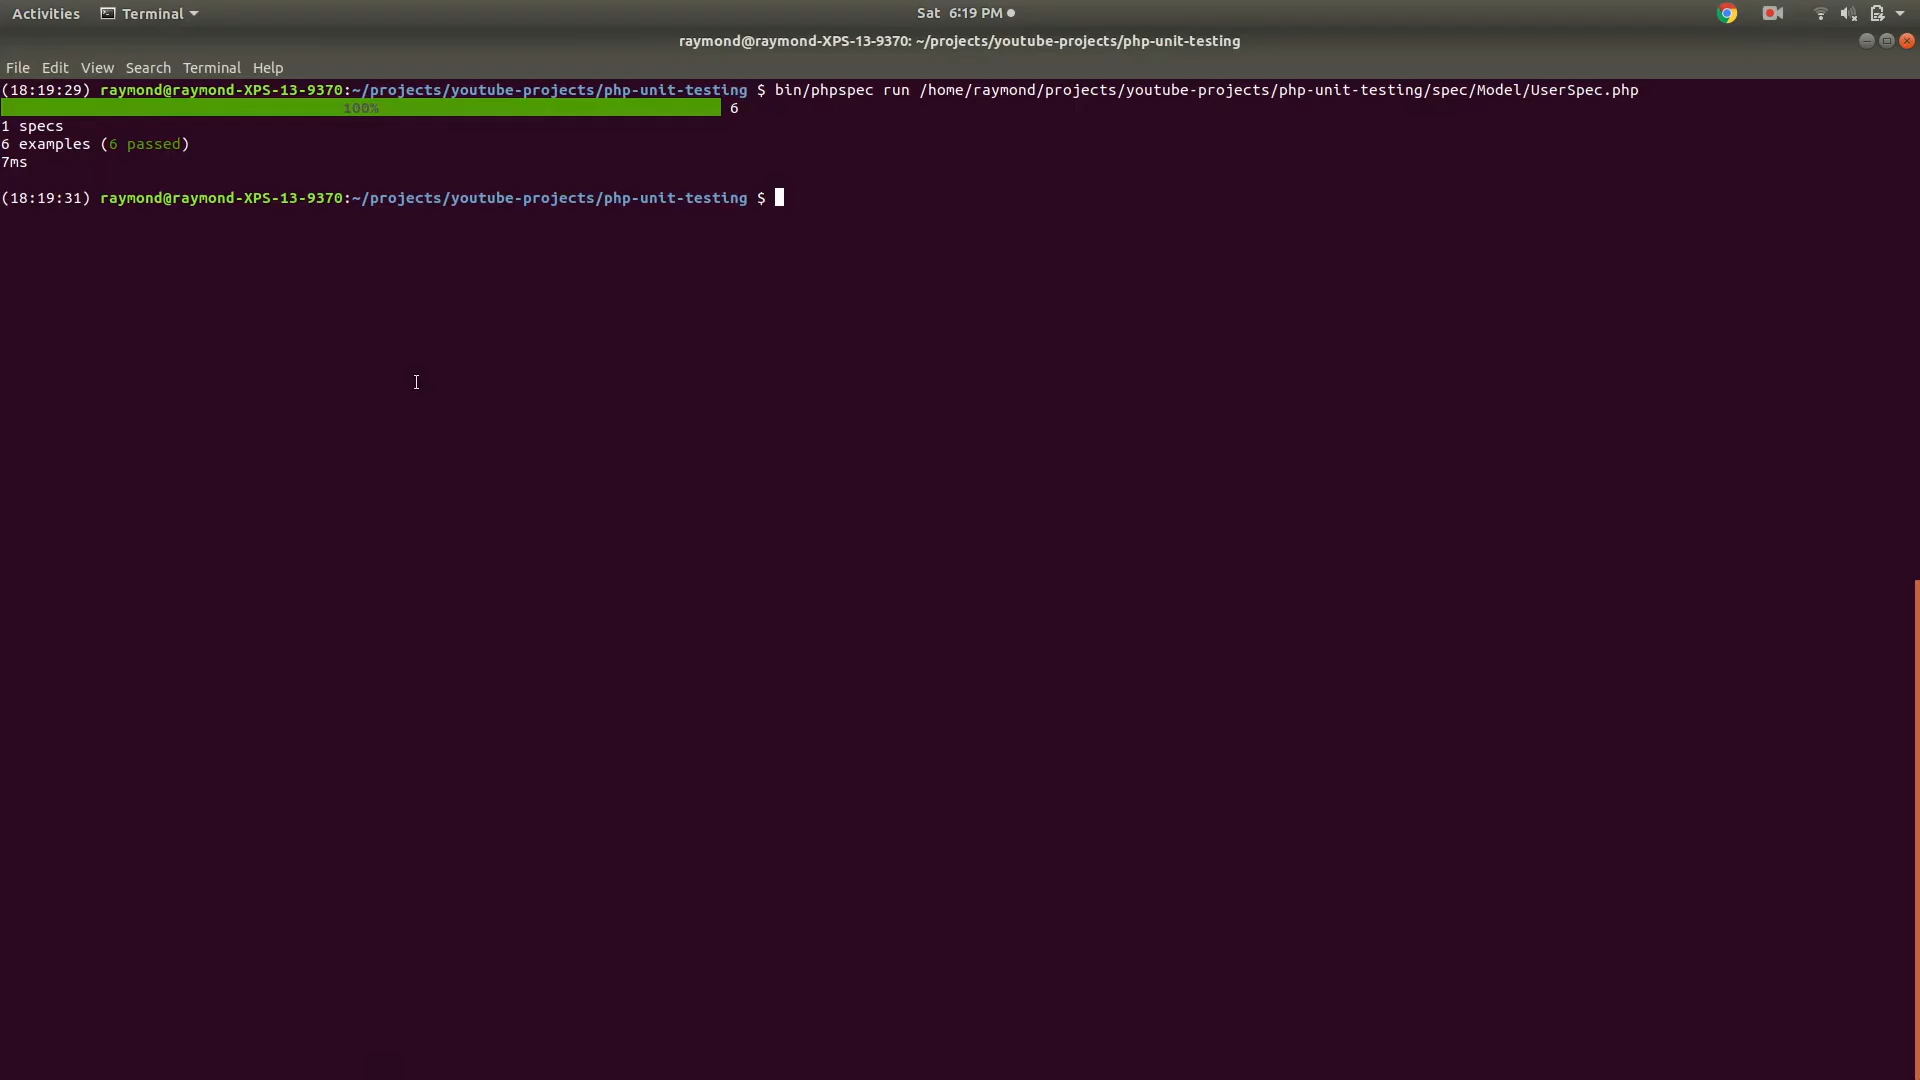 Activities Terminal Sat 6:19 PM
raymond@raymond-XPS-13-9370: ~/projects/youtube-projects/php-unit-testing
File Edit View Search Terminal Help
(18:19:29) raymond@raymond-XPS-13-9370:~/projects/youtube-projects/php-unit-testing $ bin/phpspec run /home/raymond/projects/youtube-projects/php-unit-testing/spec/Model/UserSpec.php
100% 6
1 specs
6 examples (6 passed)
7ms
(18:19:31) raymond@raymond-XPS-13-9370:~/projects/youtube-projects/php-unit-testing $